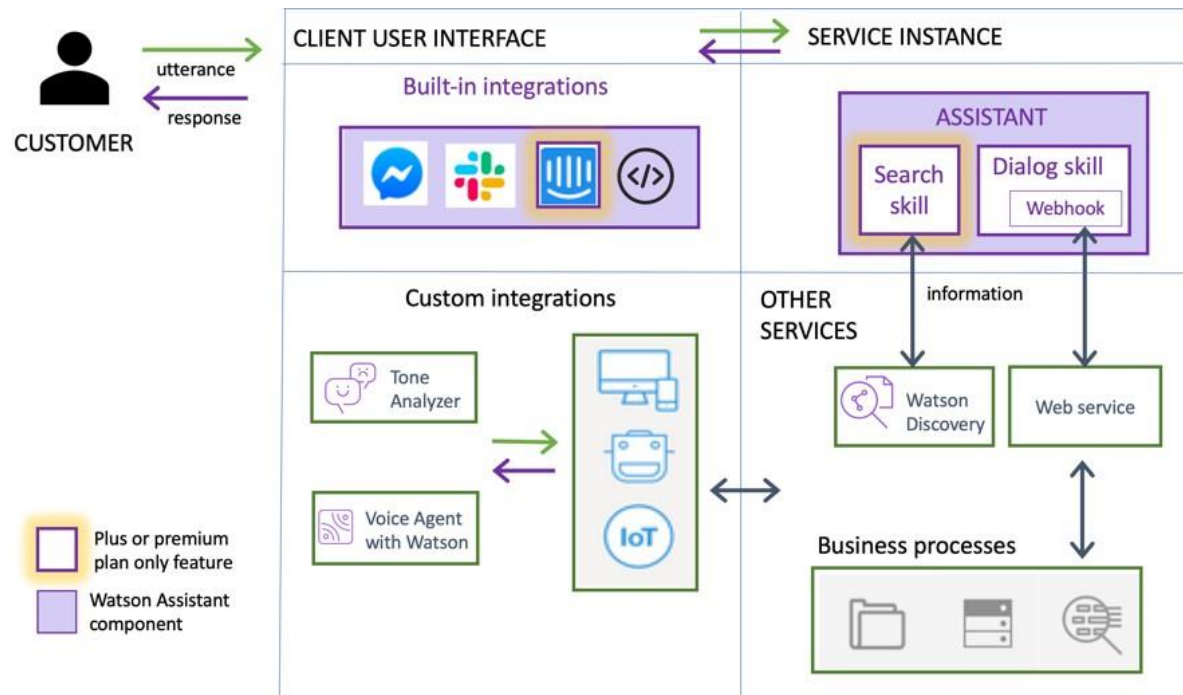 CUSTOMER
utterance
response
CLIENT USER INTERFACE
SERVICE INSTANCE
Built-in integrations
</>
ASSISTANT
Search
skill
Dialog skill
Webhook
Custom integrations
Tone
Analyzer
Voice Agent
with Watson
IoT
OTHER
SERVICES
information
Watson
Discovery
Web service
Business processes
Plus or premium
plan only feature
Watson Assistant
component